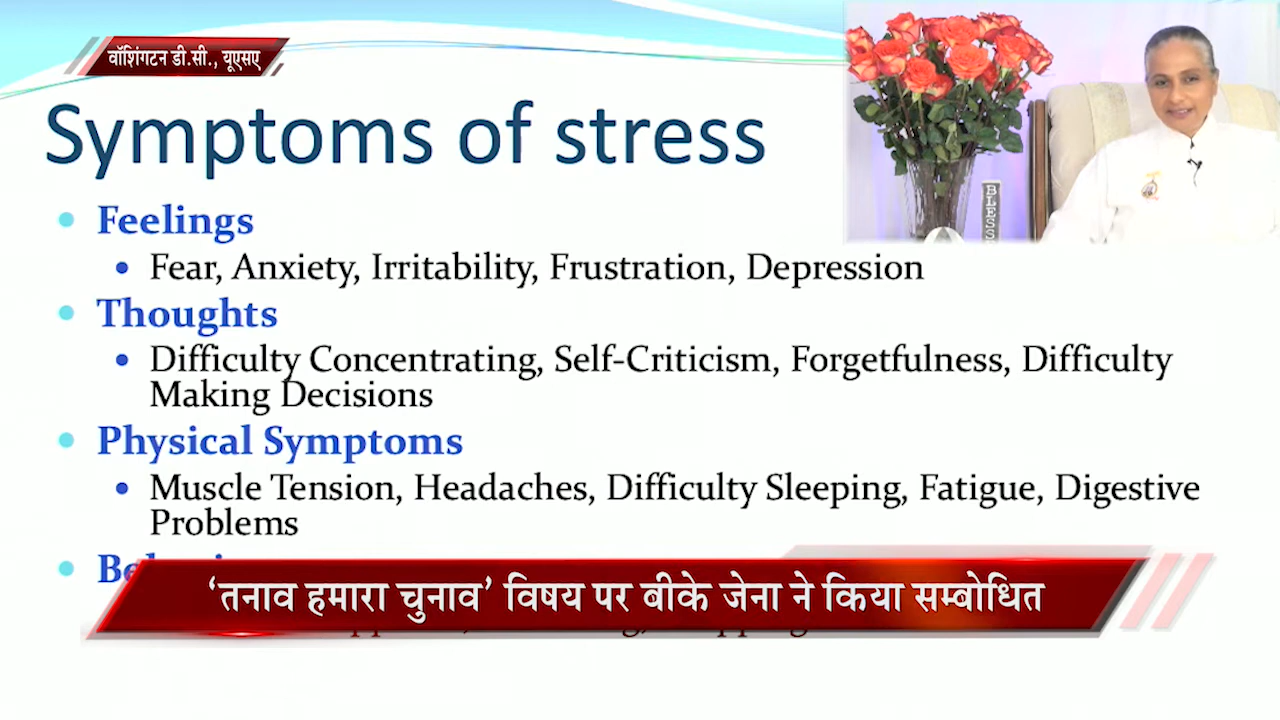 वॉशिंगटन डी.सी., यूएसए
Symptoms of stress
Feelings
Fear, Anxiety, Irritability, Frustration, Depression
Thoughts
Difficulty Concentrating, Self-Criticism, Forgetfulness, Difficulty
Making Decisions
Physical Symptoms
Muscle Tension, Headaches, Difficulty Sleeping, Fatigue, Digestive
Problems
‘तनाव हमारा चुनाव’ विषय पर बीके जेना ने किया सम्बोधित